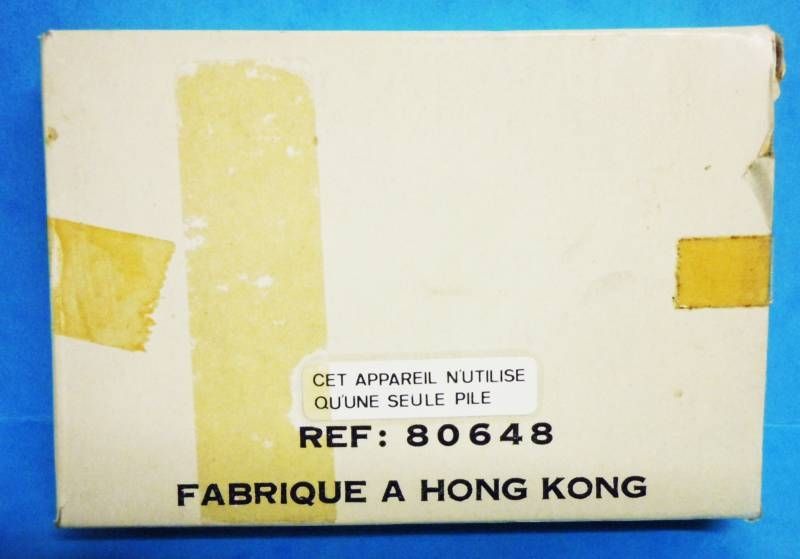 CET APPAREIL N'UTILISE
QU'UNE SEULE PILE
REF: 80648
FABRIQUE A HONG KONG